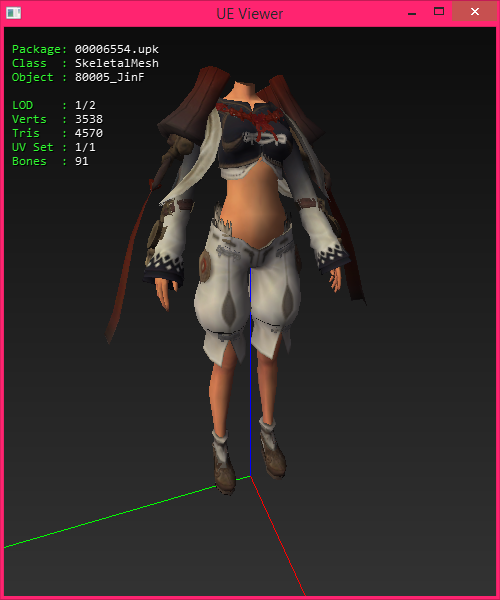 UE Viewer
Package: 00006554.upk
Class  : SkeletalMesh
Object : 80005_JinF
LOD    : 1/2
Verts  : 3538
Tris   : 4570
UV Set : 1/1
Bones  : 91